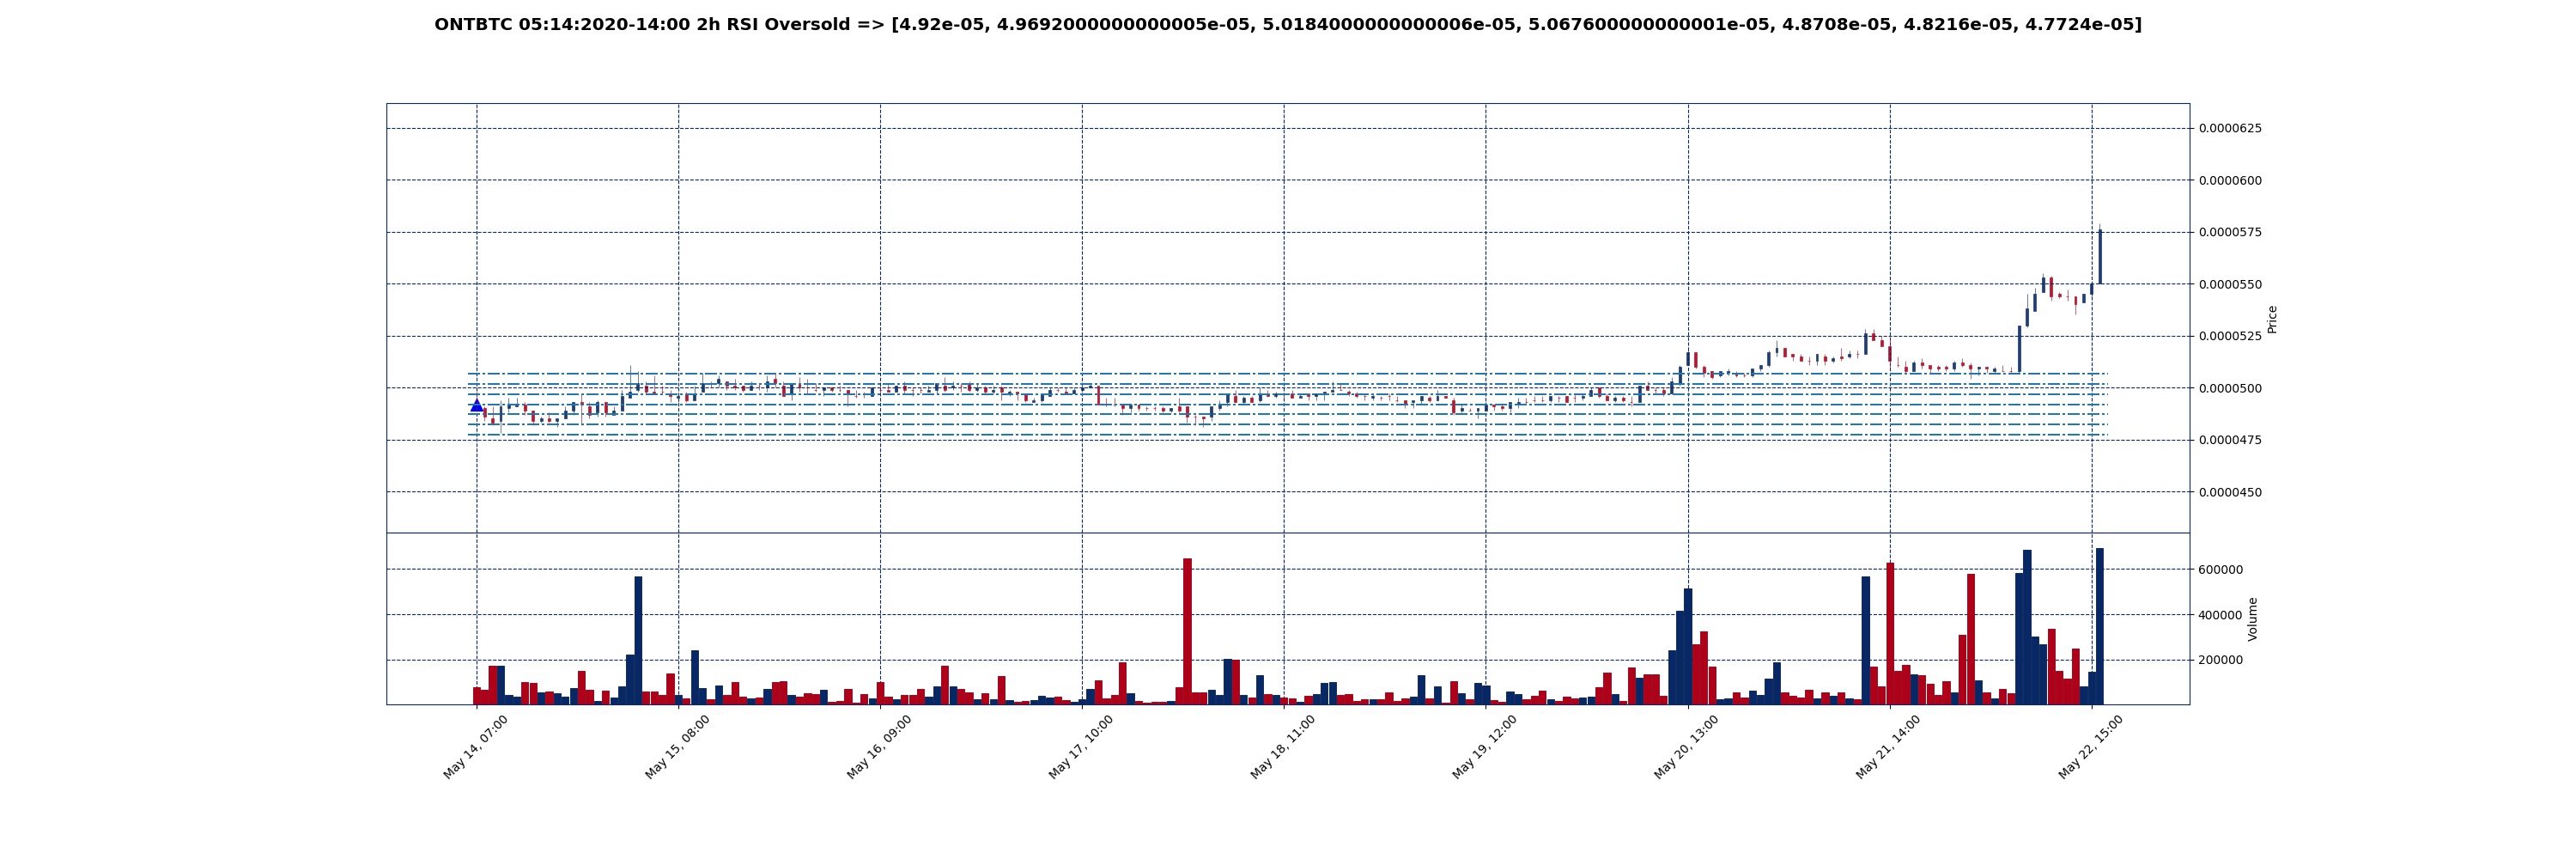 ONTBTC 05:14:2020-14:00 2h RSI Oversold => [4.92e-05, 4.9692000000000005e-05, 5.0184000000000006e-05, 5.067600000000001e-05, 4.8708e-05, 4.8216e-05, 4.7724e-05]
0.0000625
0.0000600
0.0000575
0.0000550
0.0000525
0.0000500
0.0000475
0.0000450
Price
600000
400000
200000
Volume
May 14, 07:00
May 15, 08:00
May 16, 09:00
May 17, 10:00
May 18, 11:00
May 19, 12:00
May 20, 13:00
May 21, 14:00
May 22, 15:00